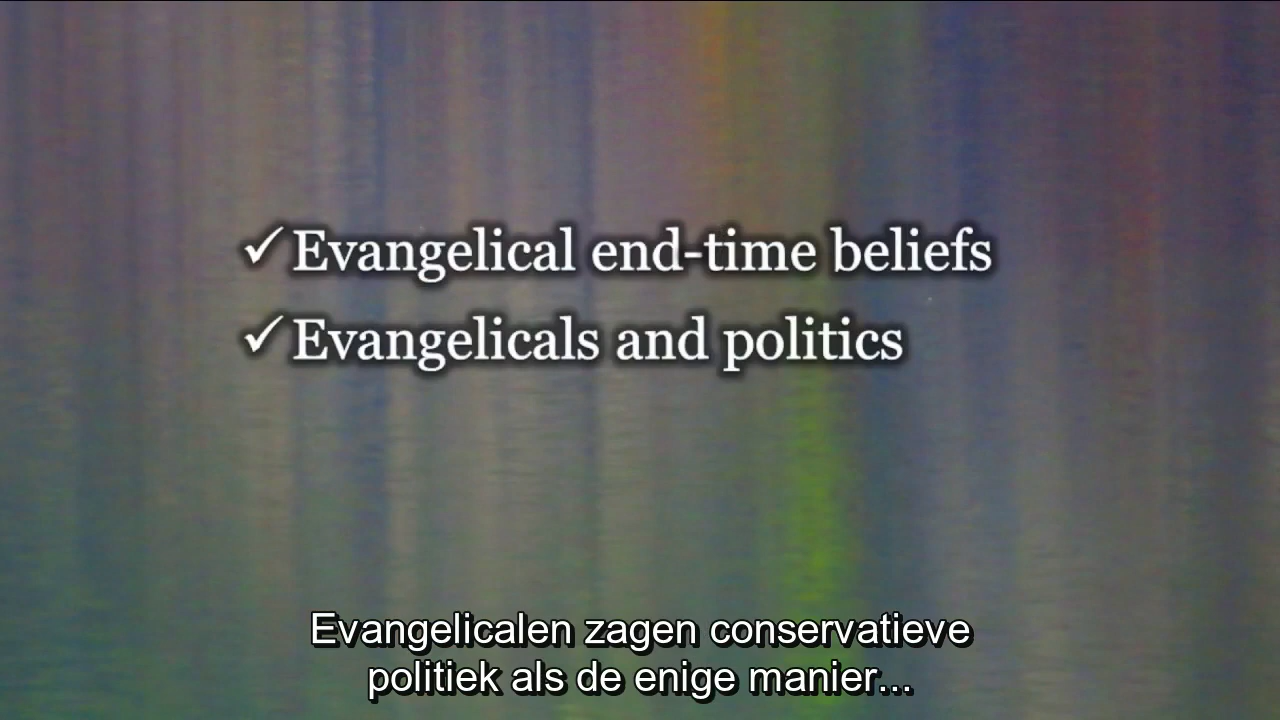 ✓Evangelical end-time beliefs
✓Evangelicals and politics
Evangelicalen zagen conservatieve
politiek als de enige manier...